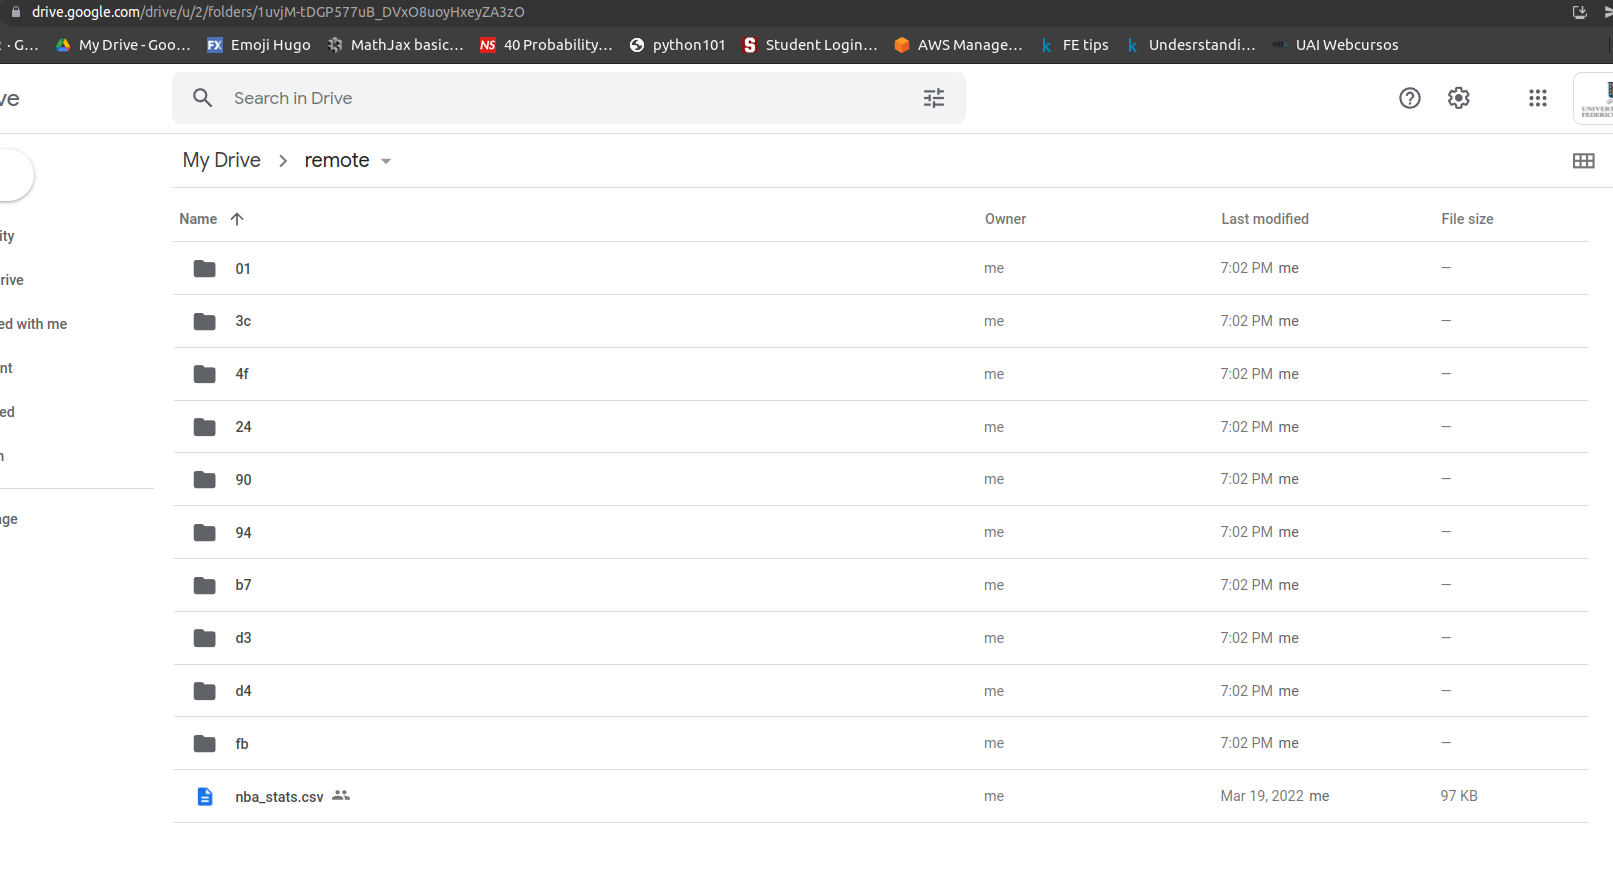 drive.google.com/drive/u/2/folders/1uvjM-tDGP577uB_DVxO8uoyHxeyZA3zO
· G... My Drive - Goo... FX Emoji Hugo MathJax basic... NS 40 Probability... python101 S Student Login... AWS Manage... k FE tips k Undesrstandi... UAI Webcursos
ve Search in Drive
UNIVERS
FEDERICO
My Drive > remote
Name Owner Last modified File size
ity
rive
ed with me
nt
ed
n
age
01 me 7:02 PM me —
3c me 7:02 PM me —
4f me 7:02 PM me —
24 me 7:02 PM me —
90 me 7:02 PM me —
94 me 7:02 PM me —
b7 me 7:02 PM me —
d3 me 7:02 PM me —
d4 me 7:02 PM me —
fb me 7:02 PM me —
nba_stats.csv me Mar 19, 2022 me 97 KB